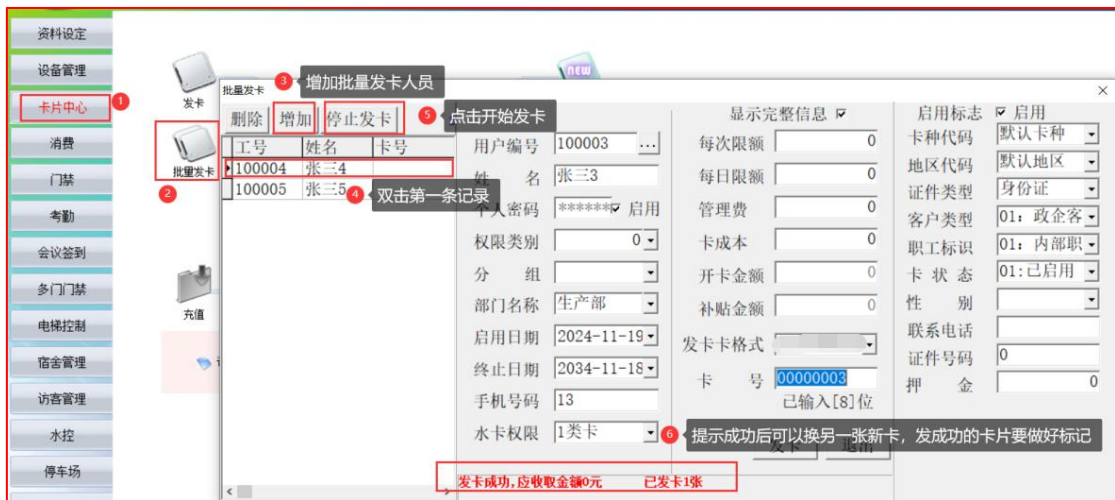 资料设定
设备管理
卡片中心
消费
门禁
考勤
会议签到
多门门禁
电梯控制
宿舍管理
访客管理
水控
停车场
1
发卡
批量发卡
2
充值
NEW
批量发卡
3 增加批量发卡人员
×
删除 增加 停止发卡
5 点击开始发卡
工号 姓名 卡号
100004 张三4
100005 张三5
4 双击第一条记录
用户编号 100003 ...
姓 名 张三3
个人密码 ****** 启用
权限类别 0
分 组
部门名称 生产部
启用日期 2024-11-19
终止日期 2034-11-18
手机号码 13
水卡权限 1类卡
显示完整信息
每次限额 0
每日限额 0
管理费 0
卡成本 0
开卡金额 0
补贴金额 0
发卡卡格式
卡 号 00000003
已输入[8]位
启用标志 启用
卡种代码 默认卡种
地区代码 默认地区
证件类型 身份证
客户类型 01: 政企客
职工标识 01: 内部职
卡 状 态 01:已启用
性 别
联系电话
证件号码 0
押 金 0
6 提示成功后可以换另一张新卡，发成功的卡片要做好标记
发卡 退出
发卡成功,应收取金额0元 已发卡1张